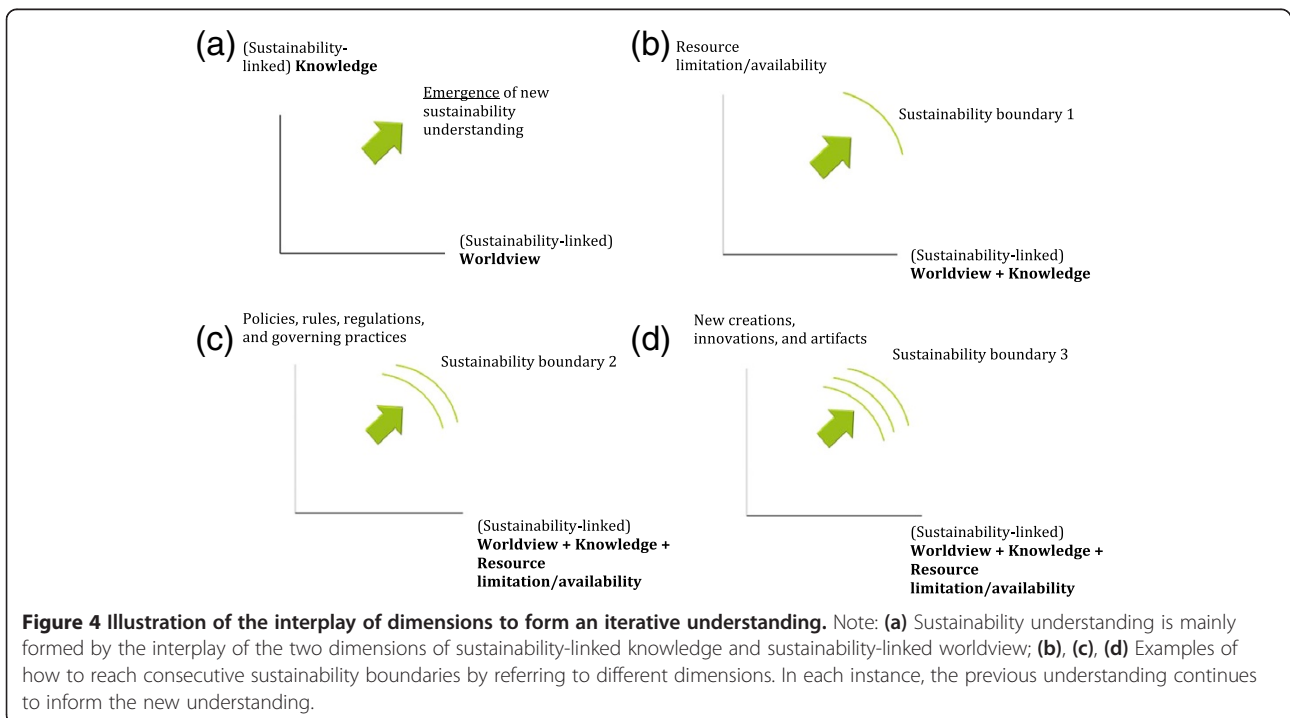 (a)
(Sustainability-
linked) Knowledge
Emergence of new
sustainability
understanding
(Sustainability-linked)
Worldview
(b)
Resource
limitation/availability
Sustainability boundary 1
(Sustainability-linked)
Worldview + Knowledge
(c)
Policies, rules, regulations,
and governing practices
Sustainability boundary 2
(Sustainability-linked)
Worldview + Knowledge +
Resource
limitation/availability
(d)
New creations,
innovations, and artifacts
Sustainability boundary 3
(Sustainability-linked)
Worldview + Knowledge +
Resource
limitation/availability
Figure 4 Illustration of the interplay of dimensions to form an iterative understanding. Note: (a) Sustainability understanding is mainly
formed by the interplay of the two dimensions of sustainability-linked knowledge and sustainability-linked worldview; (b), (c), (d) Examples of
how to reach consecutive sustainability boundaries by referring to different dimensions. In each instance, the previous understanding continues
to inform the new understanding.